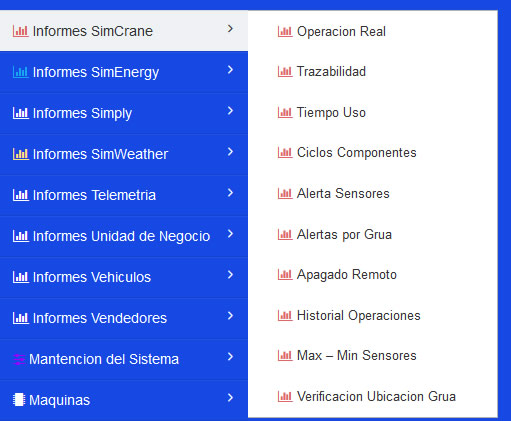 Informes SimCrane
Informes SimEnergy
Informes Simply
Informes SimWeather
Informes Telemetria
Informes Unidad de Negocio
Informes Vehiculos
Informes Vendedores
Mantencion del Sistema
Maquinas
Operacion Real
Trazabilidad
Tiempo Uso
Ciclos Componentes
Alerta Sensores
Alertas por Grua
Apagado Remoto
Historial Operaciones
Max – Min Sensores
Verificacion Ubicacion Grua